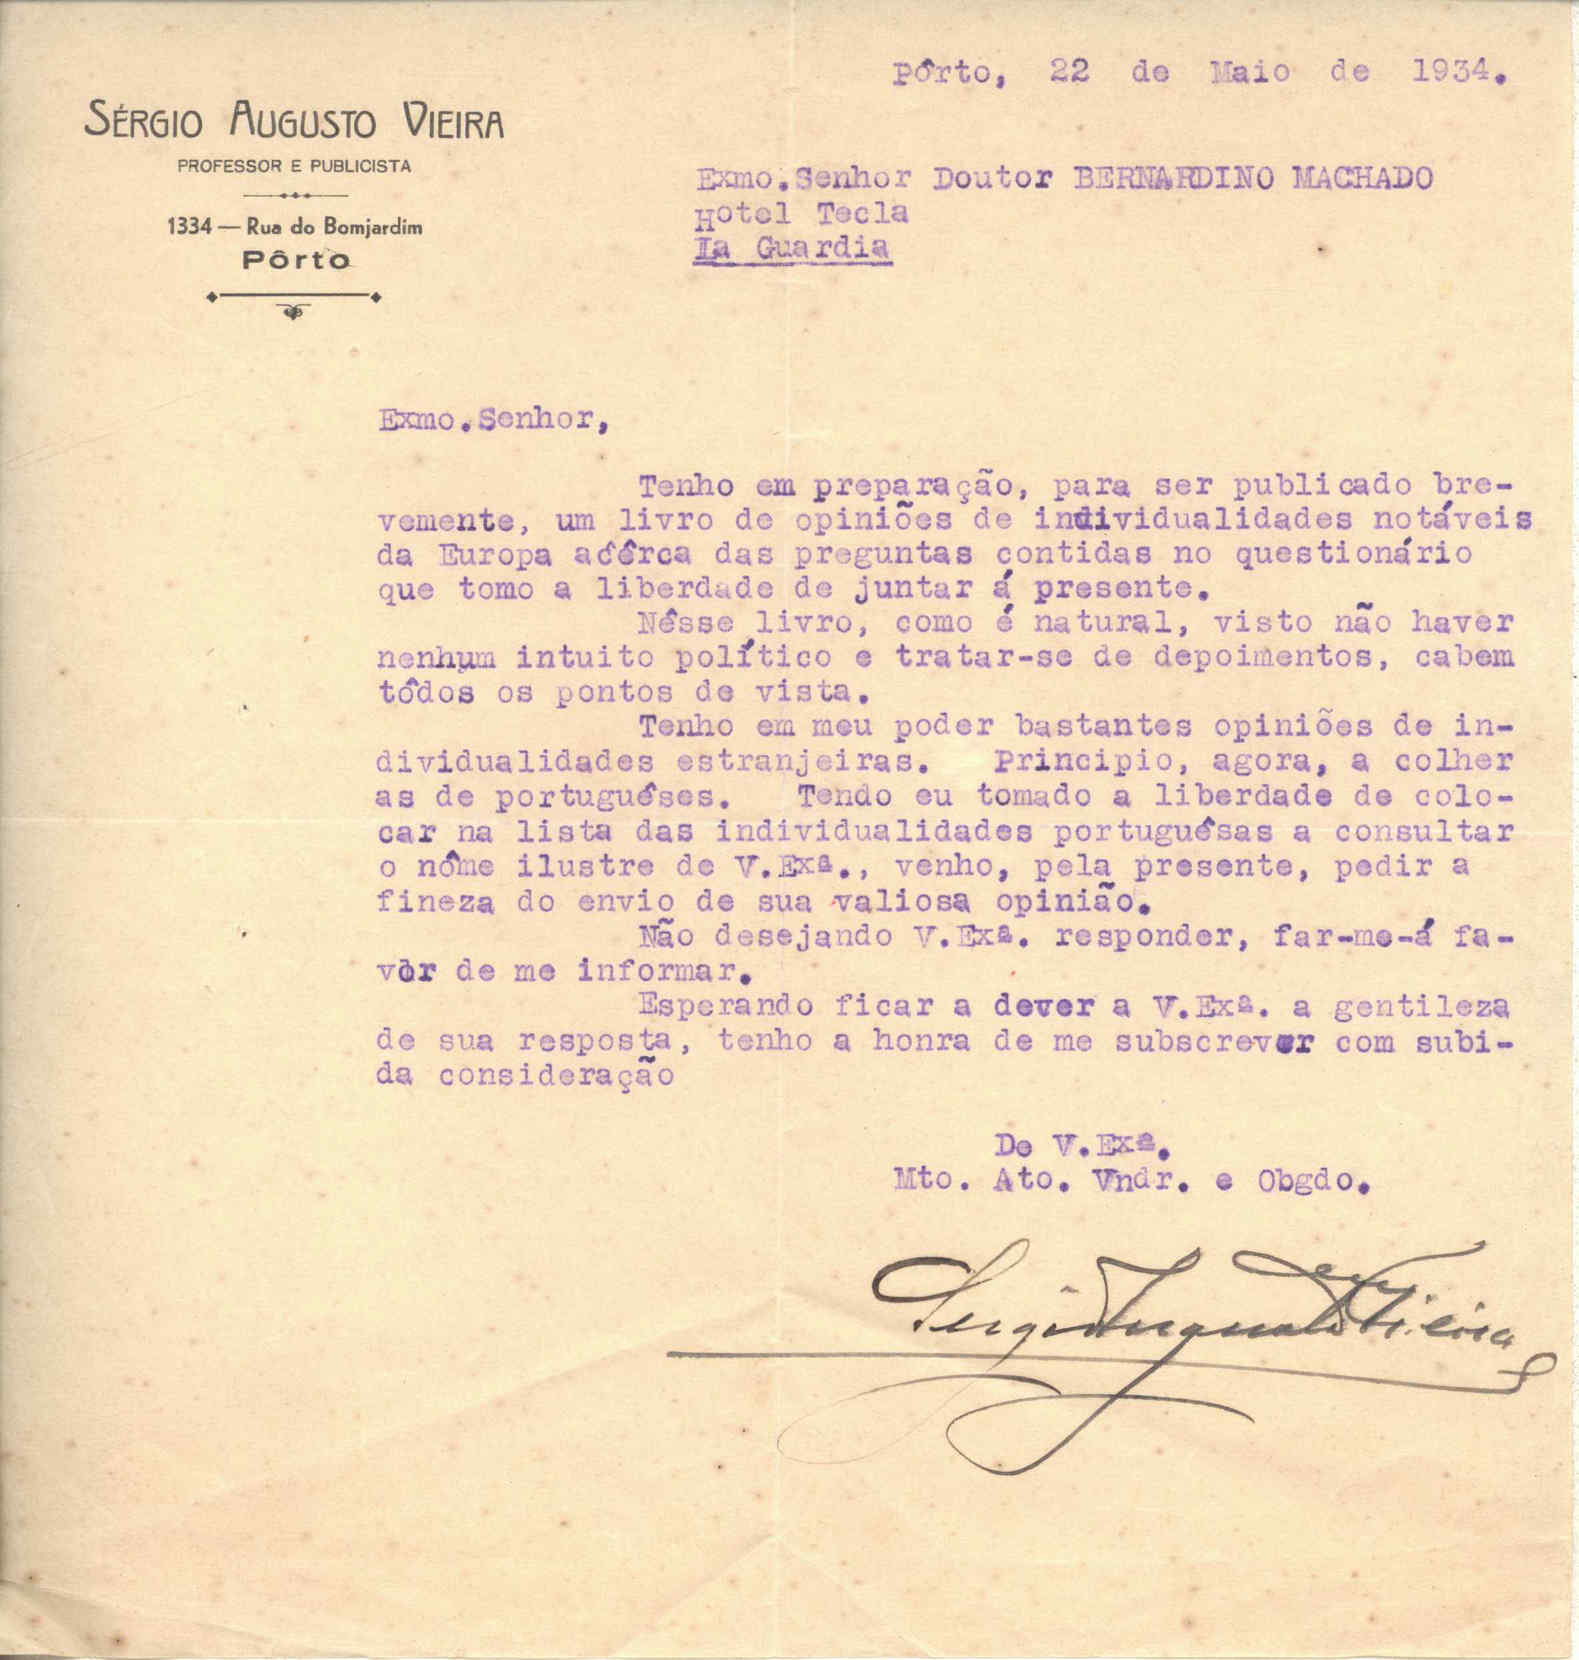 Pôrto, 22 de Maio de 1934.
SÉRGIO AUGUSTO VIEIRA
PROFESSOR E PUBLICISTA
1334 — Rua do Bomjardim
Pôrto
Exmo.Senhor Doutor BERNARDINO MACHADO
Hotel Tecla
La Guardia
Exmo.Senhor,
Tenho em preparação, para ser publicado bre-
vemente, um livro de opiniões de individualidades notáveis
da Europa acêrca das preguntas contidas no questionário
que tomo a liberdade de juntar á presente.
Nêsse livro, como é natural, visto não haver
nenhum intuito político e tratar-se de depoimentos, cabem
tôdos os pontos de vista.
Tenho em meu poder bastantes opiniões de in-
dividualidades estranjeiras. Principio, agora, a colher
as de portuguêses. Tendo eu tomado a liberdade de colo-
car na lista das individualidades portuguêsas a consultar
o nôme ilustre de V.Exª., venho, pela presente, pedir a
fineza do envio de sua valiosa opinião.
Não desejando V.Exª. responder, far-me-á fa-
vor de me informar.
Esperando ficar a dever a V.Exª. a gentileza
de sua resposta, tenho a honra de me subscrever com subi-
da consideração
De V.Exª.
Mto. Ato. Vndr. e Obgdo.
Sergio Augusto Vieira